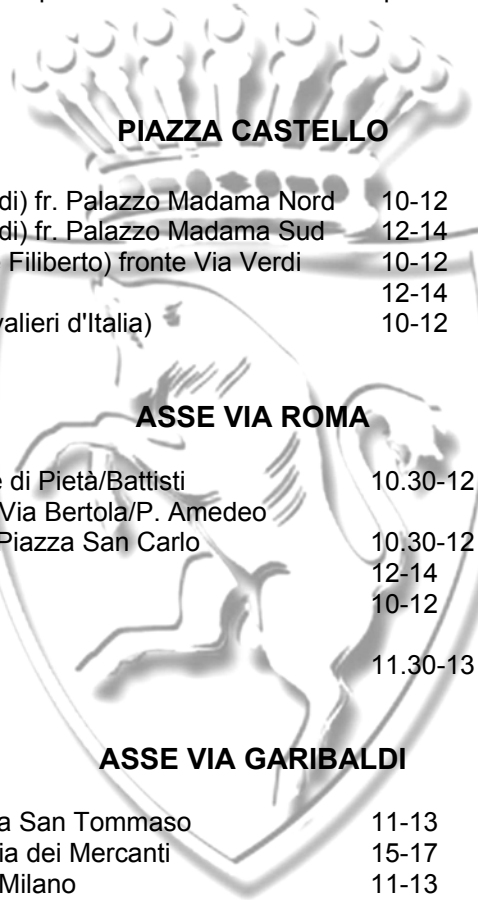 PIAZZA CASTELLO
di) fr. Palazzo Madama Nord 10-12
di) fr. Palazzo Madama Sud 12-14
Filiberto) fronte Via Verdi 10-12
12-14
valieri d'Italia) 10-12
ASSE VIA ROMA
e di Pietà/Battisti 10.30-12
Via Bertola/P. Amedeo
Piazza San Carlo 10.30-12
12-14
10-12
11.30-13
ASSE VIA GARIBALDI
a San Tommaso 11-13
ia dei Mercanti 15-17
Milano 11-13